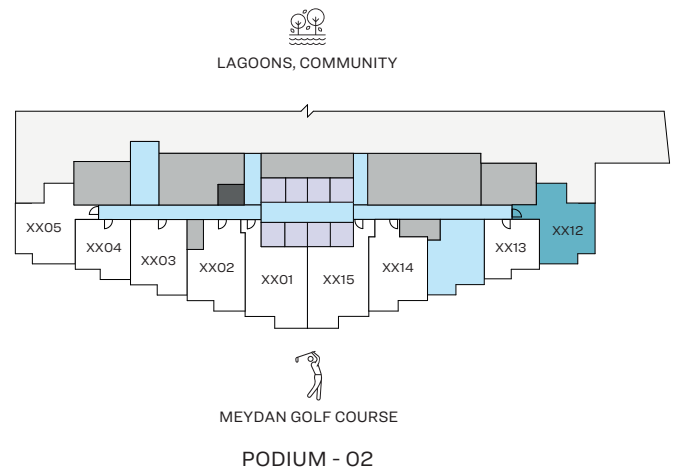 LAGOONS, COMMUNITY
XX05
XX04
XX03
XX02
XX01
XX15
XX14
XX13
XX12
MEYDAN GOLF COURSE
PODIUM - 02